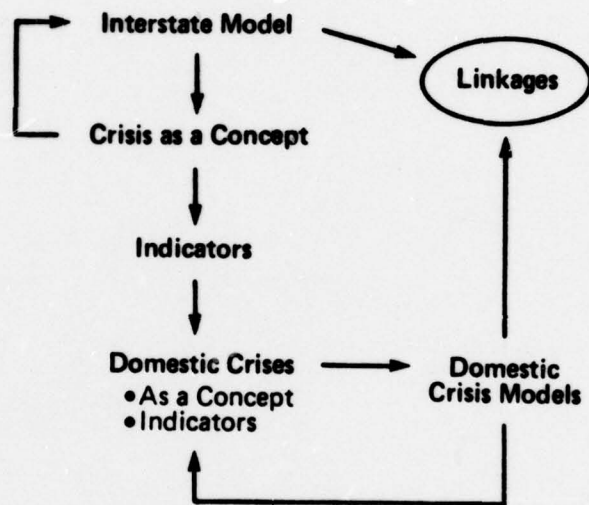 Interstate Model
Linkages
Crisis as a Concept
Indicators
Domestic Crises
•As a Concept
•Indicators
Domestic
Crisis Models